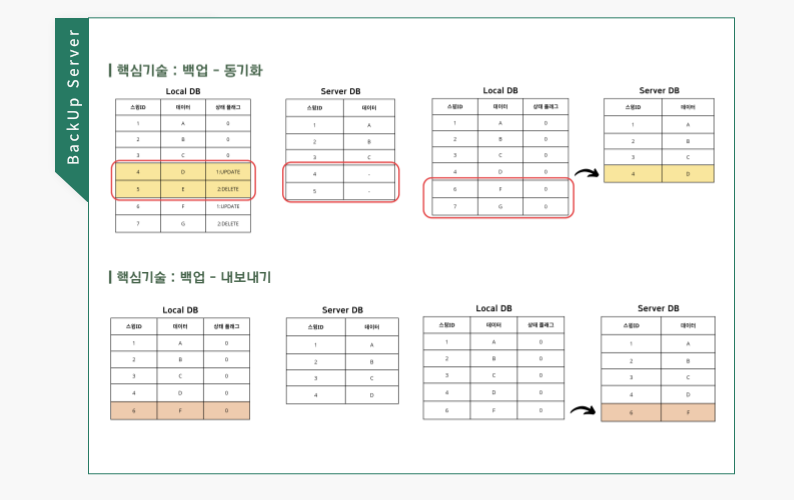 BackUp Server
핵심기술 : 백업 - 동기화
Local DB
스윙ID 데이터 상태 플래그
1 A 0
2 B 0
3 C 0
4 D 1:UPDATE
5 E 2:DELETE
6 F 1:UPDATE
7 G 2:DELETE
Server DB
스윙ID 데이터
1 A
2 B
3 C
4 -
5 -
Local DB
스윙ID 데이터 상태 플래그
1 A 0
2 B 0
3 C 0
4 D 0
6 F 0
7 G 0
Server DB
스윙ID 데이터
1 A
2 B
3 C
4 D
핵심기술 : 백업 - 내보내기
Local DB
스윙ID 데이터 상태 플래그
1 A 0
2 B 0
3 C 0
4 D 0
6 F 0
Server DB
스윙ID 데이터
1 A
2 B
3 C
4 D
Local DB
스윙ID 데이터 상태 플래그
1 A 0
2 B 0
3 C 0
4 D 0
6 F 0
Server DB
스윙ID 데이터
1 A
2 B
3 C
4 D
6 F